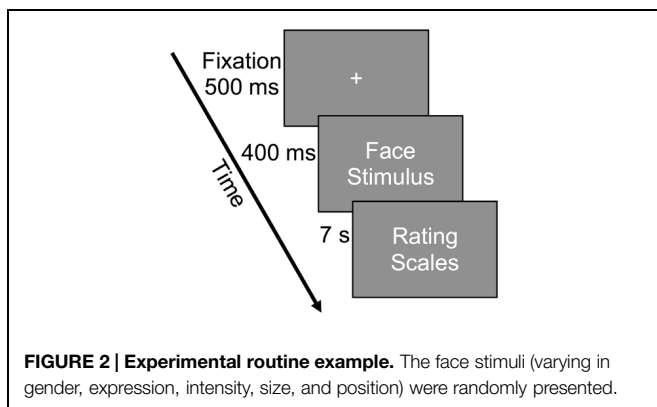 Fixation
500 ms
+
400 ms
Face
Stimulus
Time
7 s
Rating
Scales
FIGURE 2 | Experimental routine example. The face stimuli (varying in
gender, expression, intensity, size, and position) were randomly presented.